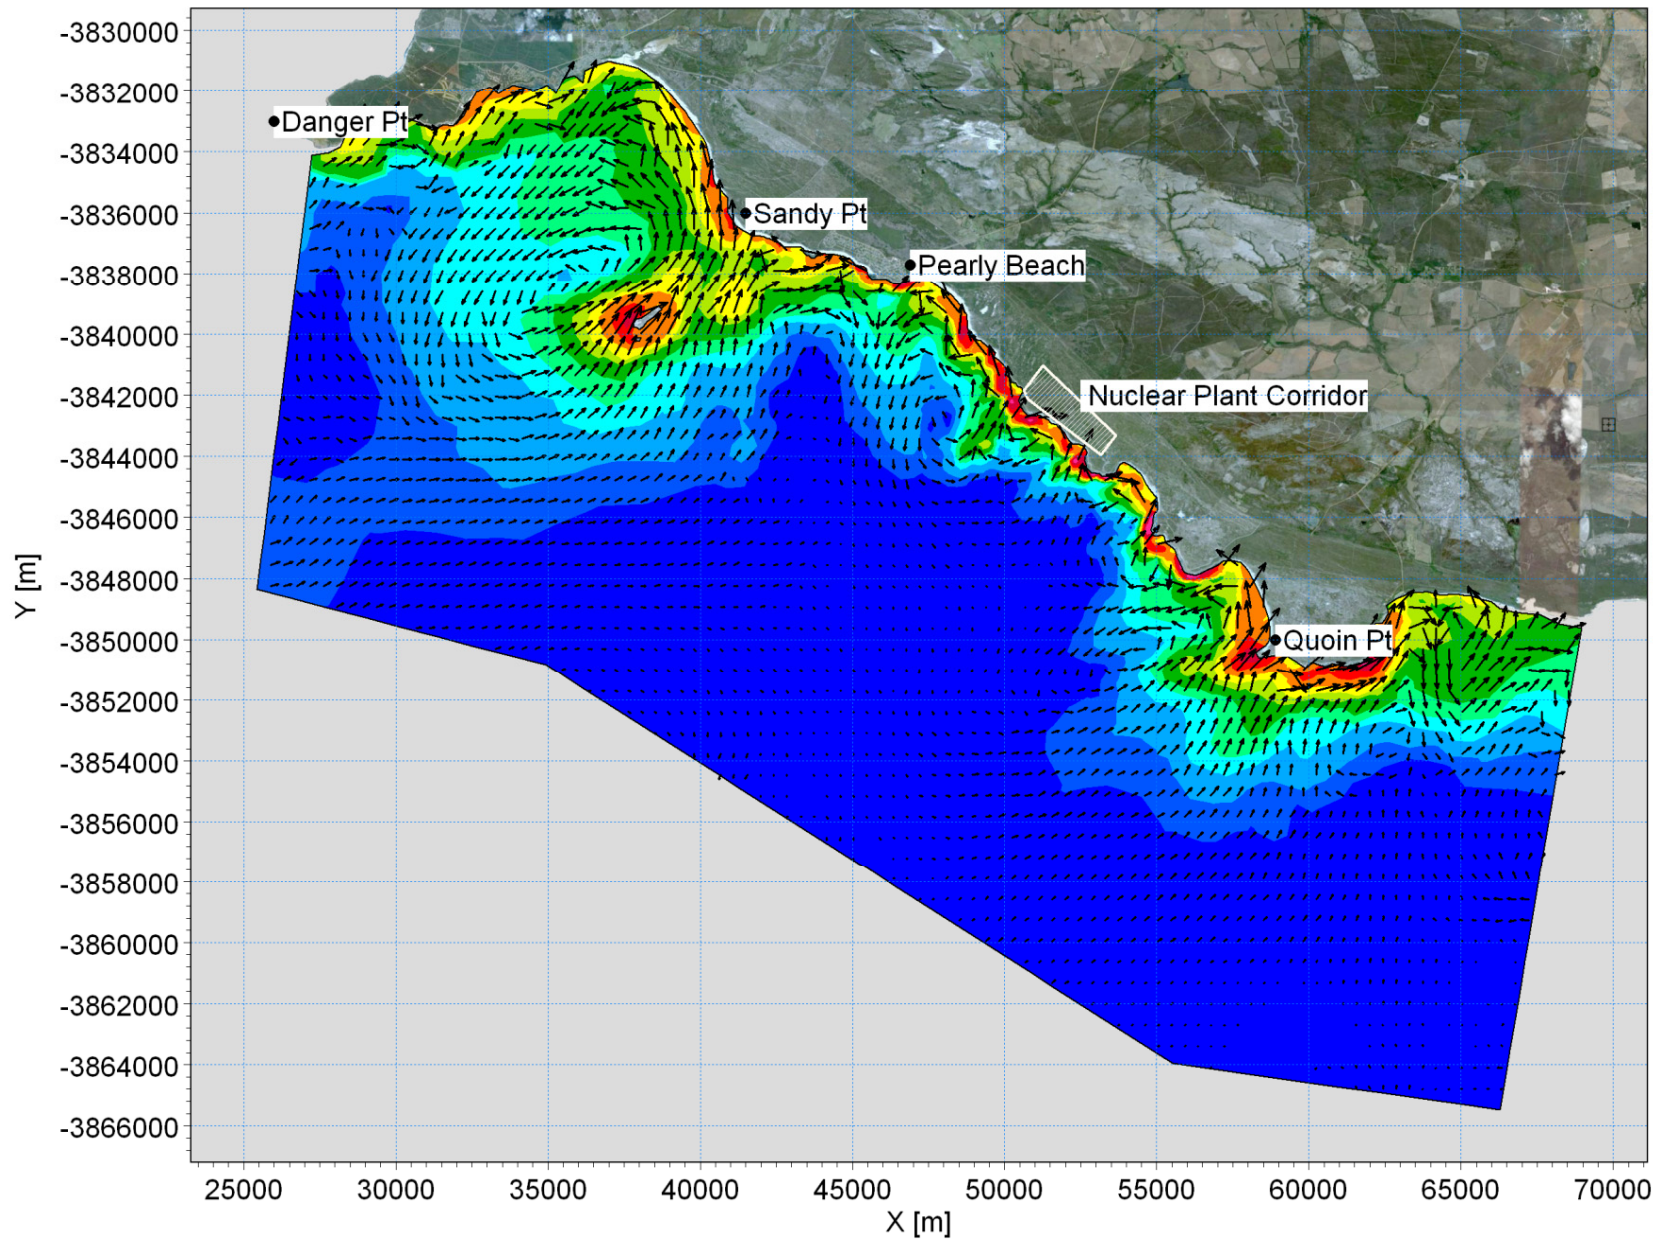 -3830000
-3832000
Danger Pt
-3834000
-3836000
Sandy Pt
-3838000
Pearly Beach
-3840000
-3842000
Nuclear Plant Corridor
-3844000
-3846000
-3848000
-3850000
Quoin Pt
-3852000
-3854000
-3856000
-3858000
-3860000
-3862000
-3864000
-3866000
Y [m]
25000 30000 35000 40000 45000 50000 55000 60000 65000 70000
X [m]